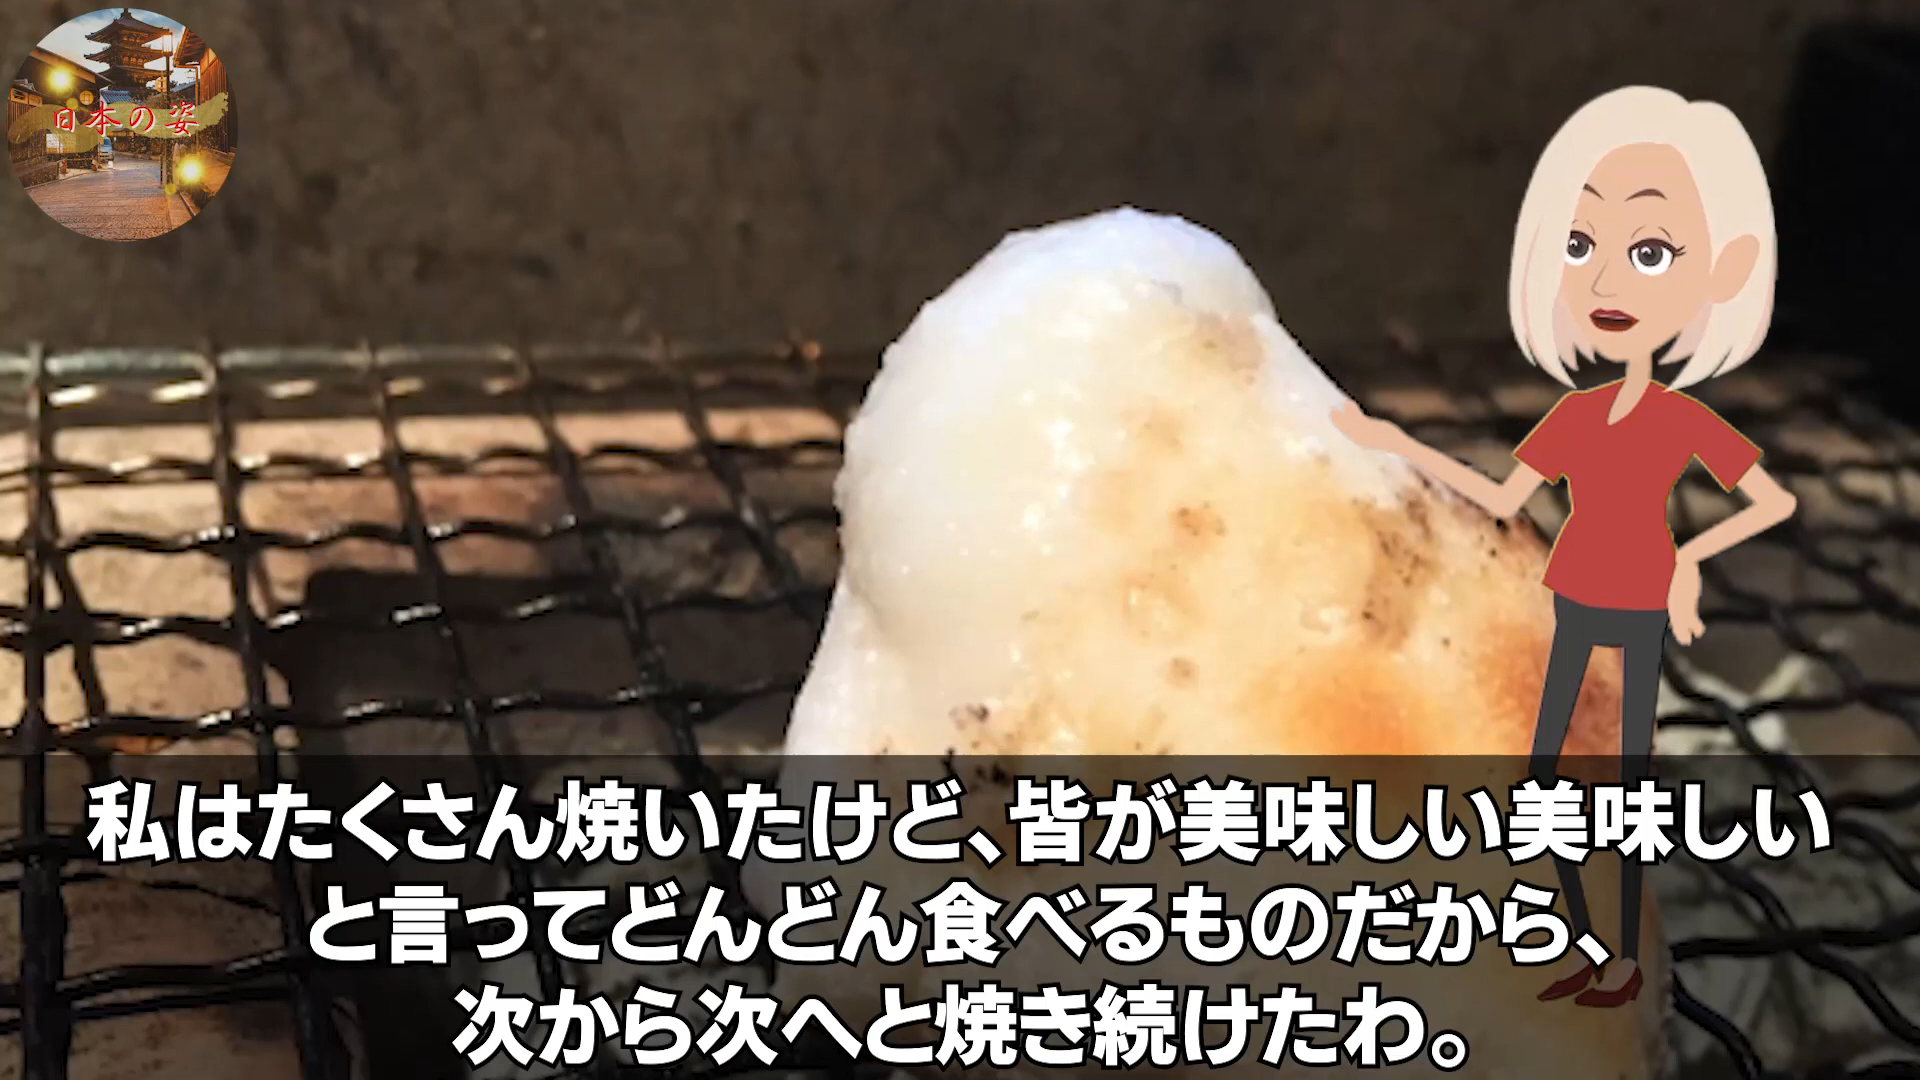 日本の姿
私はたくさん焼いたけど、皆が美味しい美味しい
と言ってどんどん食べるものだから、
次から次へと焼き続けたわ。